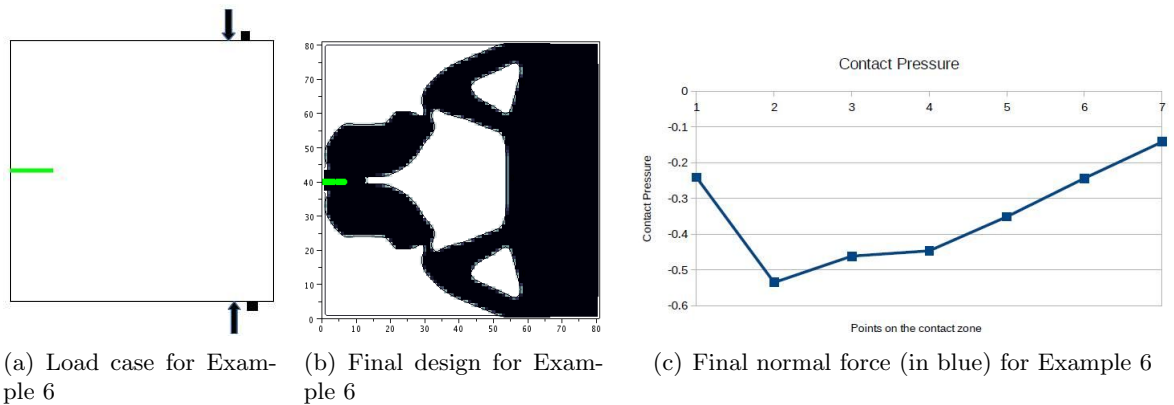 80
70
60
50
40
30
20
10
0
0 10 20 30 40 50 60 70 80
Contact Pressure
0
-0.1
-0.2
-0.3
-0.4
-0.5
-0.6
1 2 3 4 5 6 7
Contact Pressure
Points on the contact zone
(a) Load case for Exam-
ple 6
(b) Final design for Exam-
ple 6
(c) Final normal force (in blue) for Example 6